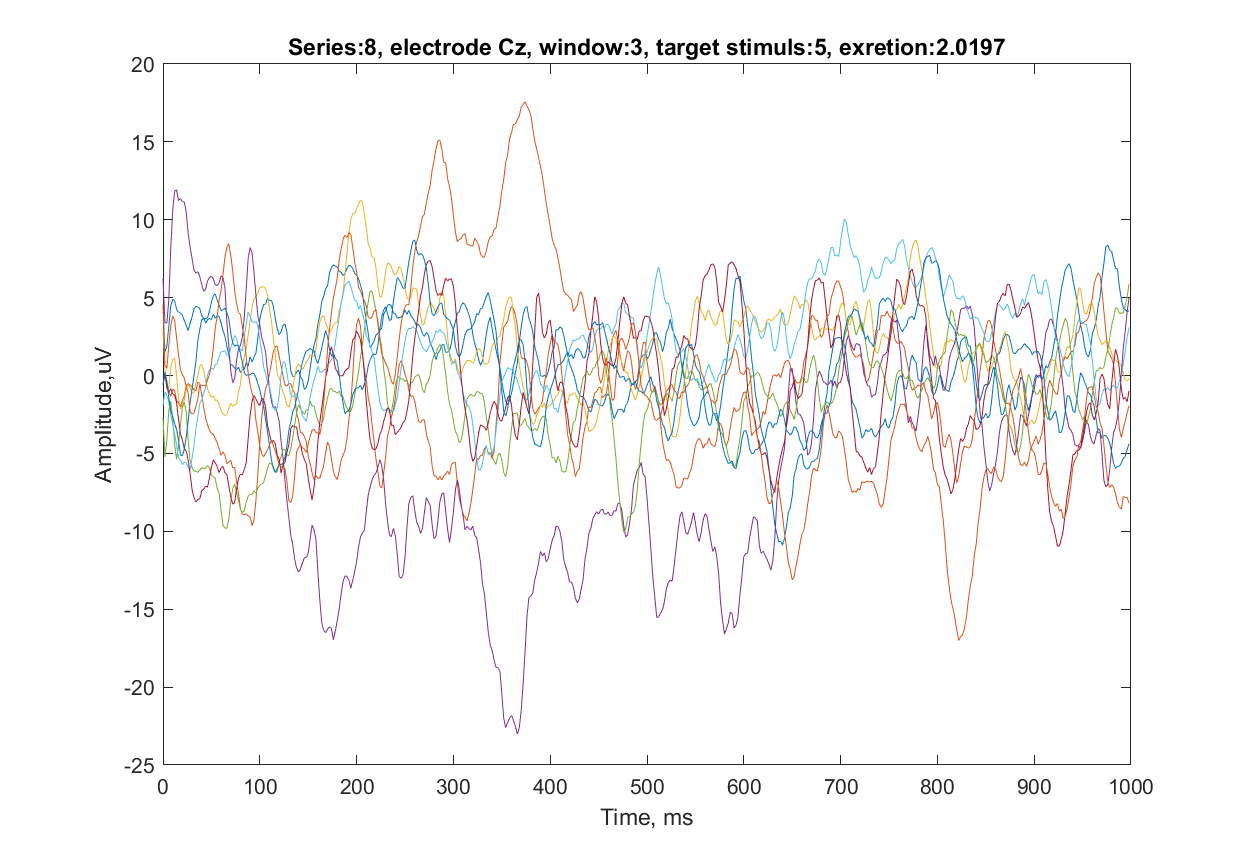 Series:8, electrode Cz, window:3, target stimuls:5, exretion:2.0197
20
15
10
5
0
-5
-10
-15
-20
-25
Amplitude,uV
0 100 200 300 400 500 600 700 800 900 1000
Time, ms